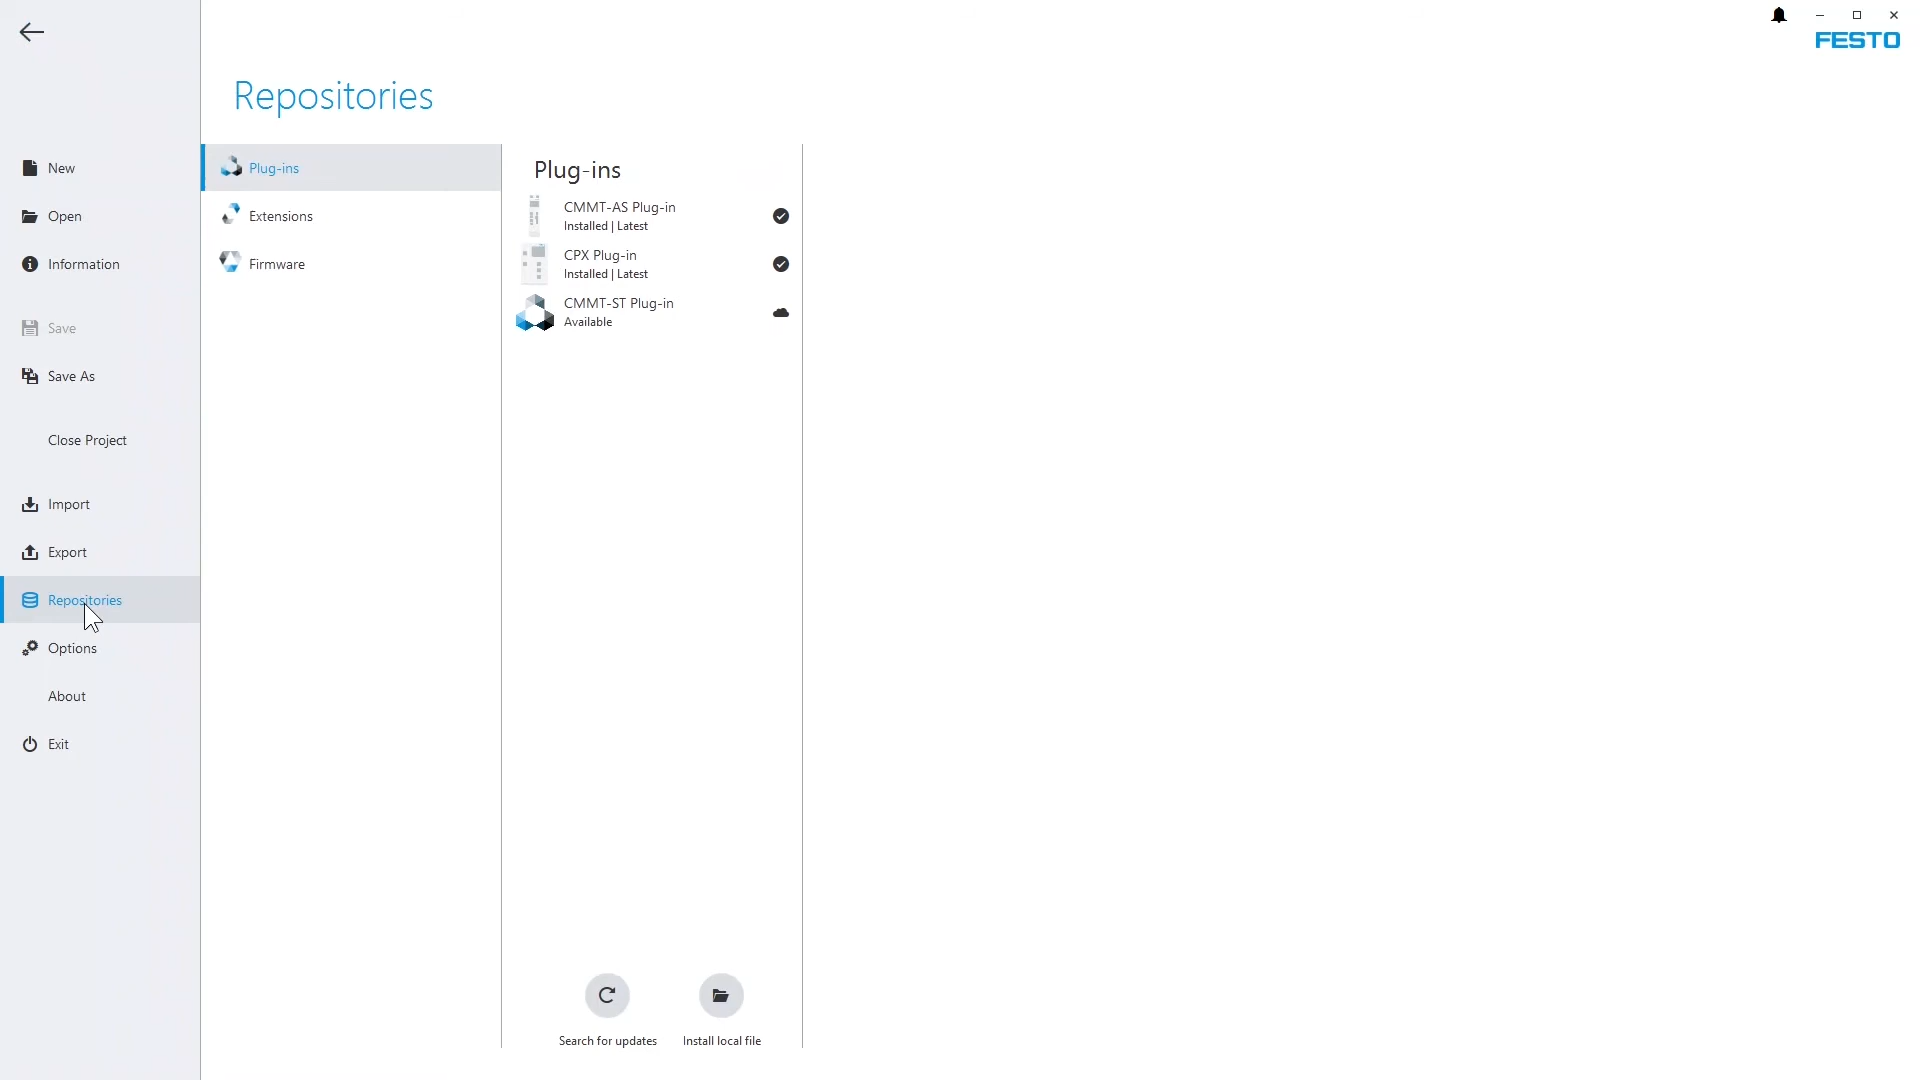 FESTO
Repositories
New
Open
Information
Save
Save As
Close Project
Import
Export
Repositories
Options
About
Exit
Plug-ins
Extensions
Firmware
Plug-ins
CMMT-AS Plug-in
Installed | Latest
CPX Plug-in
Installed | Latest
CMMT-ST Plug-in
Available
Search for updates
Install local file